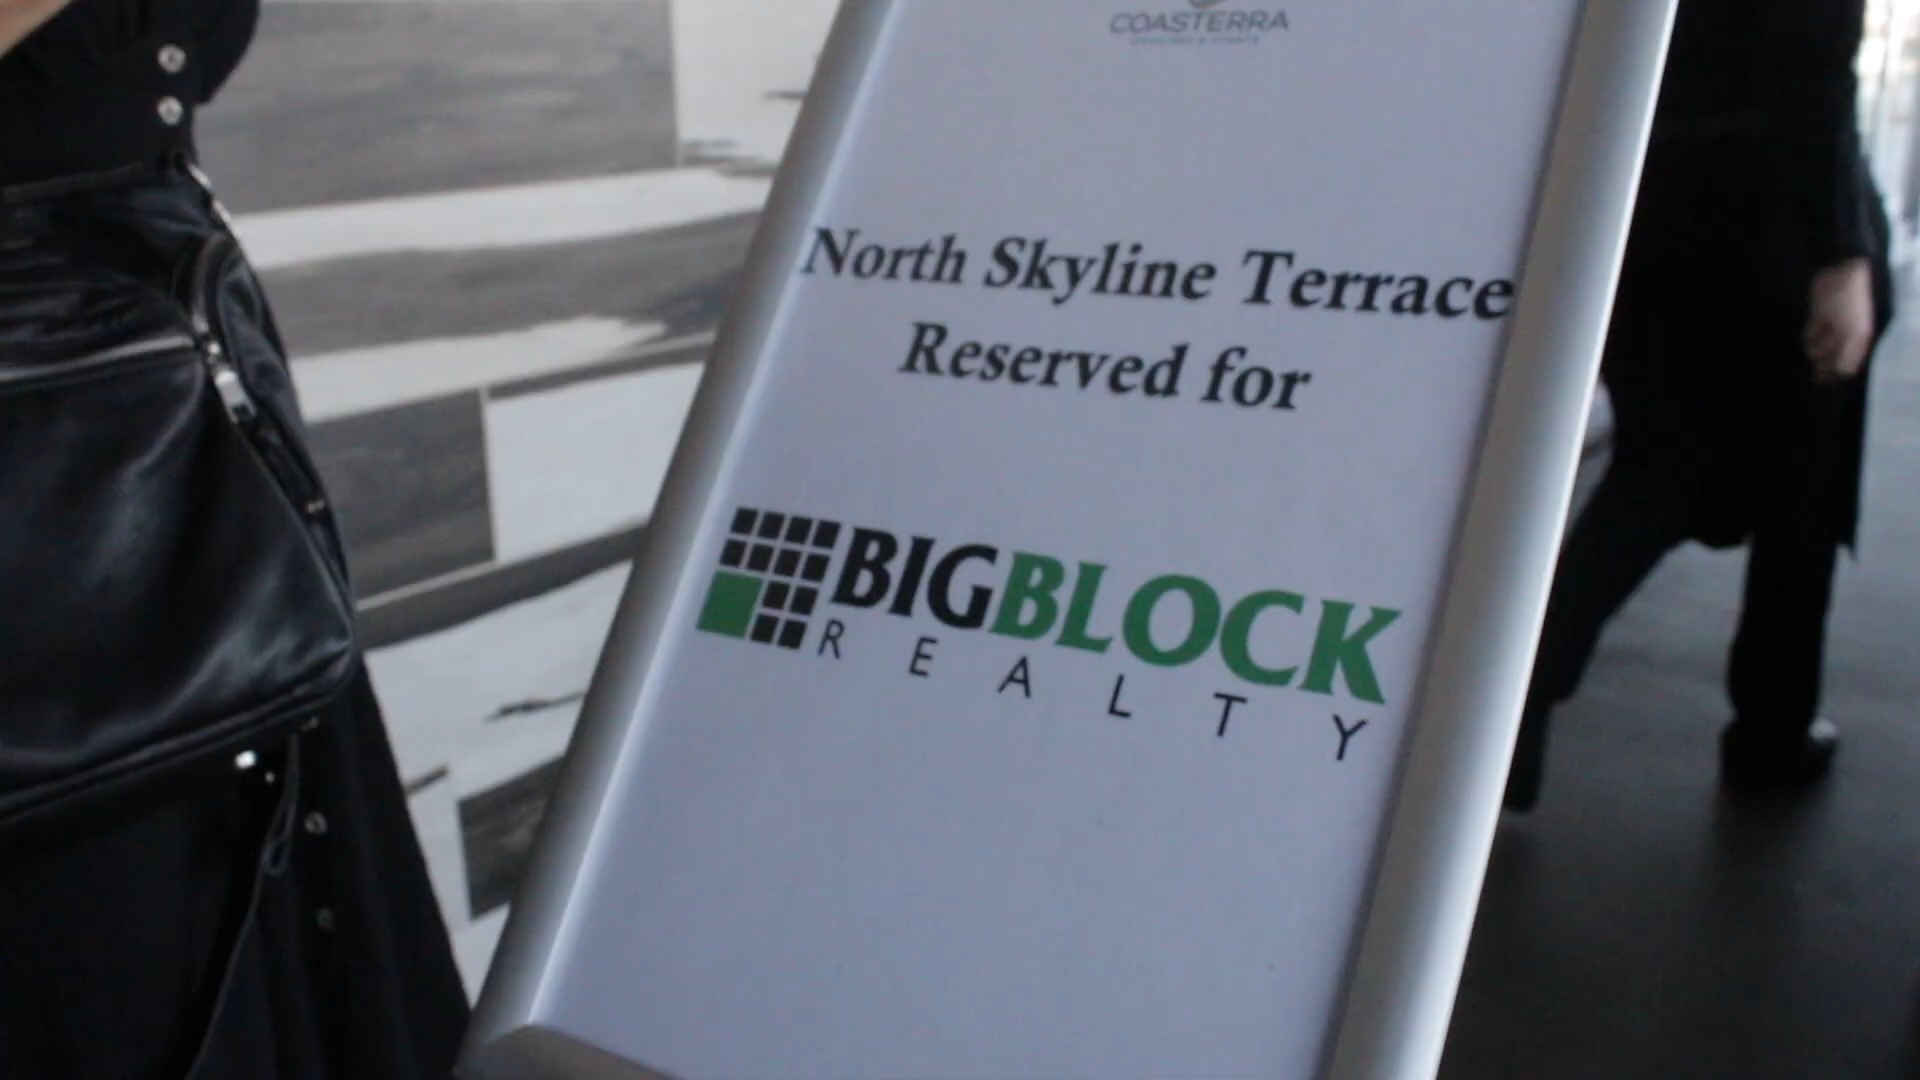 COASTERRA
North Skyline Terrace
Reserved for
BIGBLOCK
REALTY